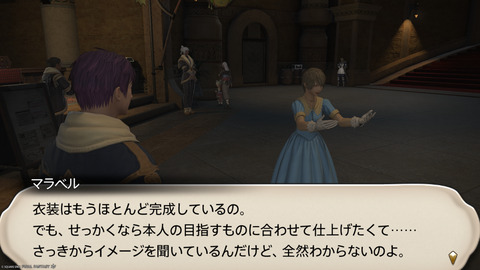 マラベル
衣装はもうほとんど完成しているの。
でも、せっかくなら本人の目指すものに合わせて仕上げたくて……
さっきからイメージを聞いているんだけど、全然わからないのよ。